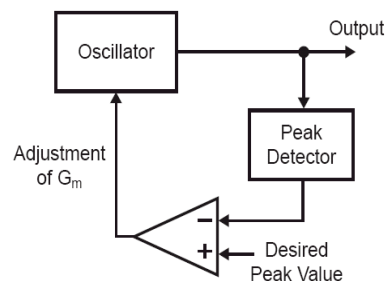 Output
Oscillator
Peak
Detector
Adjustment
of Gm
−
+
Desired
Peak Value